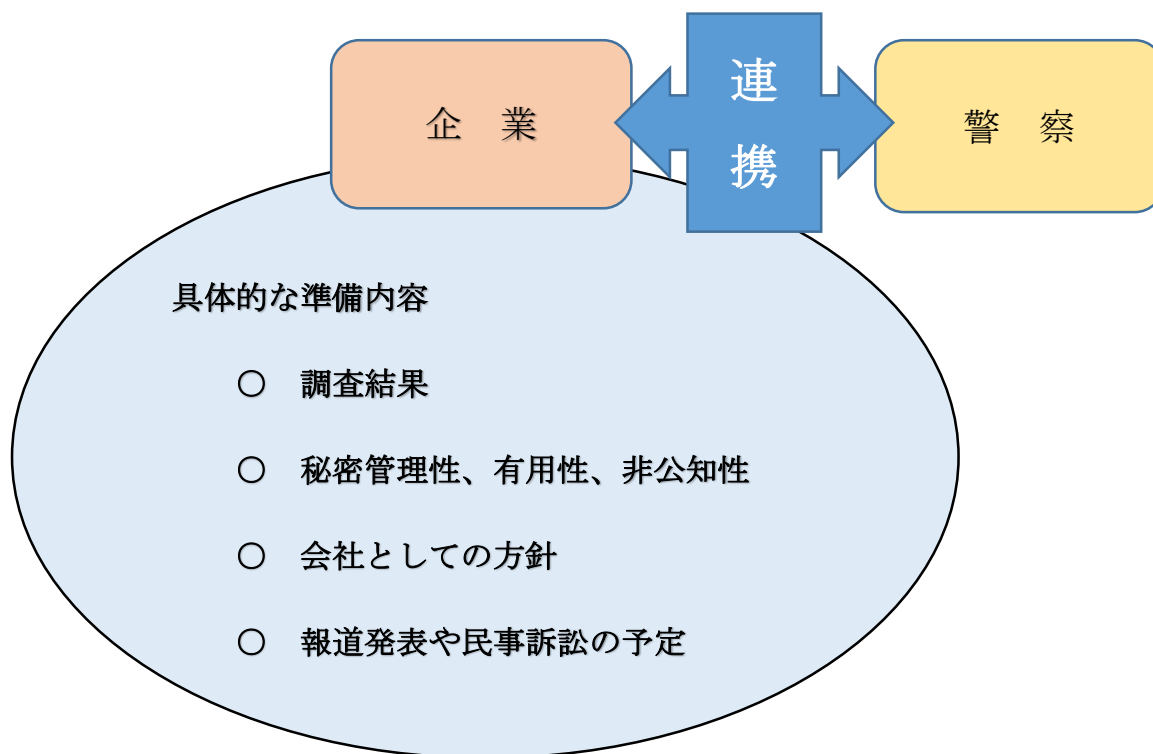 企　業
連
携
警　察
具体的な準備内容
○　調査結果
○　秘密管理性、有用性、非公知性
○　会社としての方針
○　報道発表や民事訴訟の予定